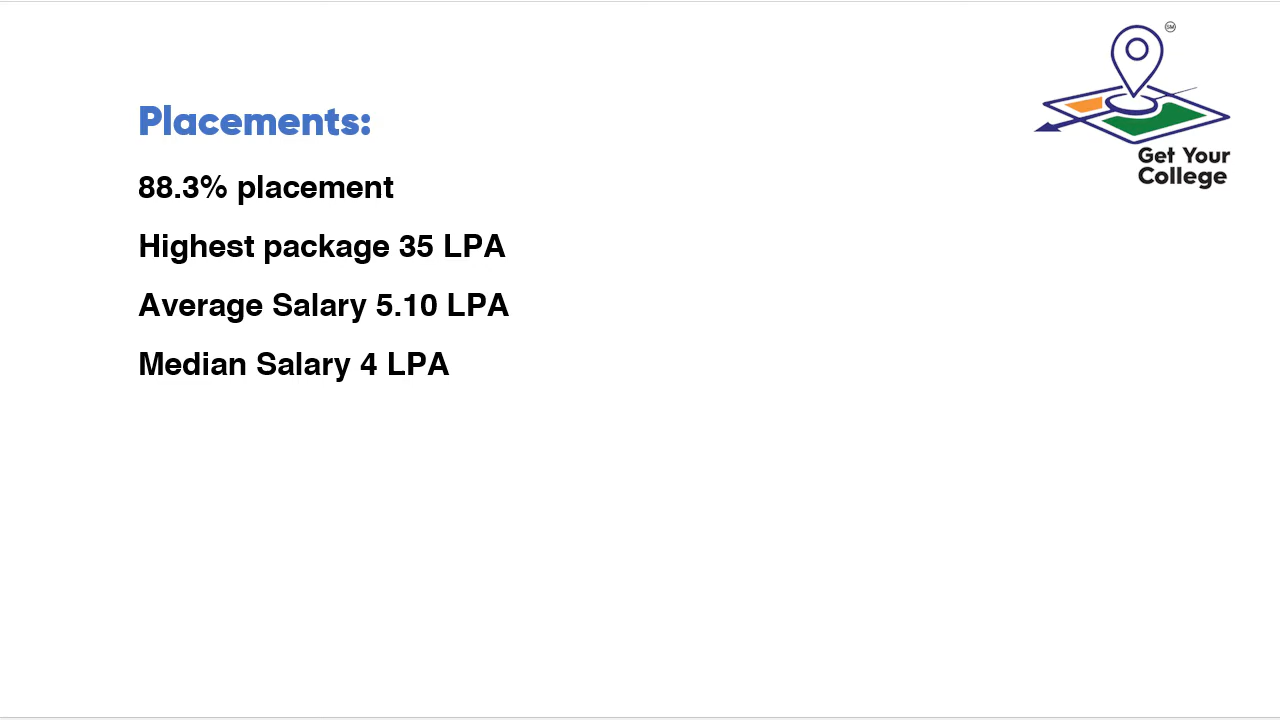 Placements:
88.3% placement
Highest package 35 LPA
Average Salary 5.10 LPA
Median Salary 4 LPA
SM
Get Your
College